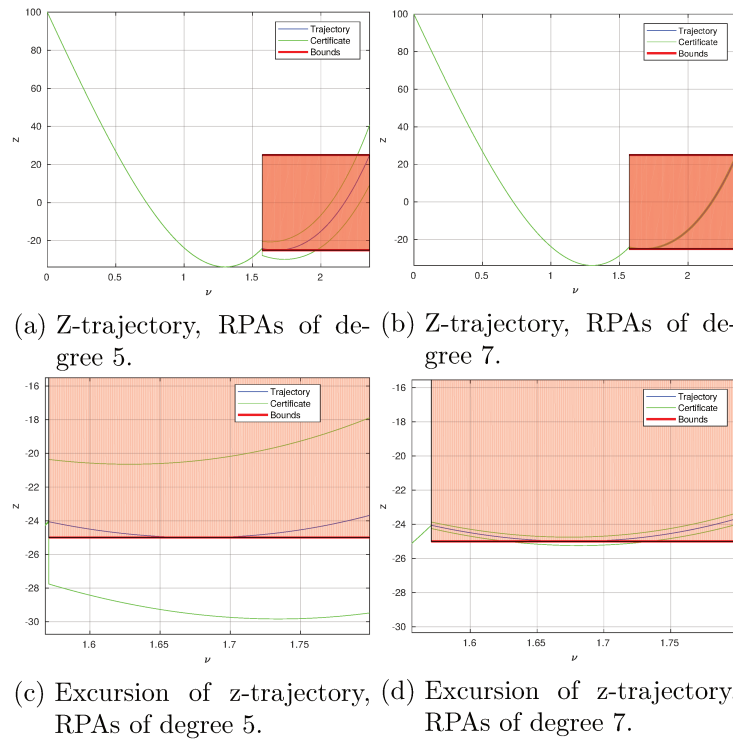 100
80
60
40
20
0
-20
z
0
0.5
1
1.5
2
ν
Trajectory
Certificate
Bounds
100
80
60
40
20
0
-20
z
0
0.5
1
1.5
2
ν
Trajectory
Certificate
Bounds
(a) Z-trajectory, RPAs of de-
gree 5.
(b) Z-trajectory, RPAs of de-
gree 7.
-16
-18
-20
-22
-24
-26
-28
-30
z
1.6
1.65
1.7
1.75
ν
Trajectory
Certificate
Bounds
-16
-18
-20
-22
-24
-26
-28
-30
z
1.6
1.65
1.7
1.75
ν
Trajectory
Certificate
Bounds
(c) Excursion of z-trajectory,
RPAs of degree 5.
(d) Excursion of z-trajectory,
RPAs of degree 7.